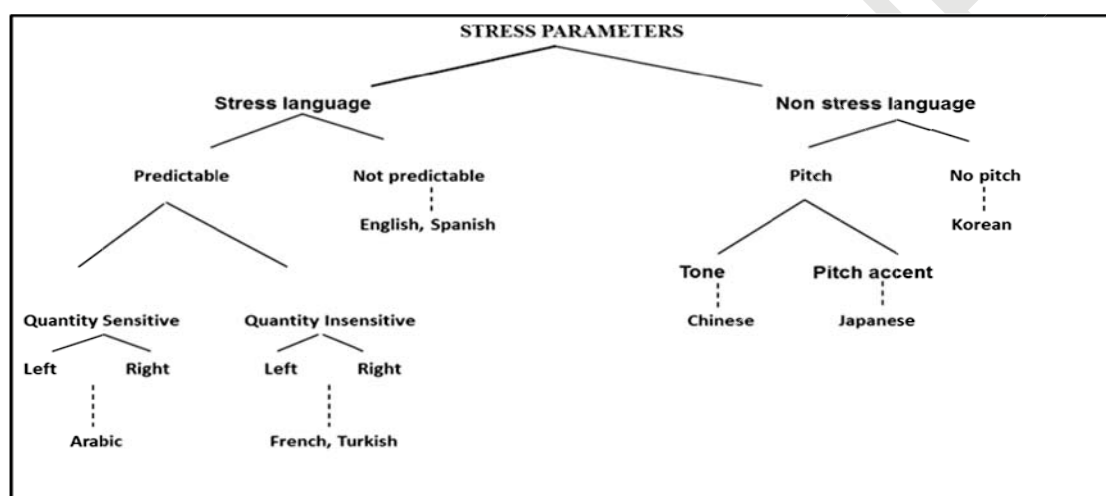 STRESS PARAMETERS
Stress language Non stress language
Predictable Not predictable Pitch No pitch
English, Spanish Korean
Tone Pitch accent
Quantity Sensitive Quantity Insensitive Chinese Japanese
Left Right Left Right
Arabic French, Turkish